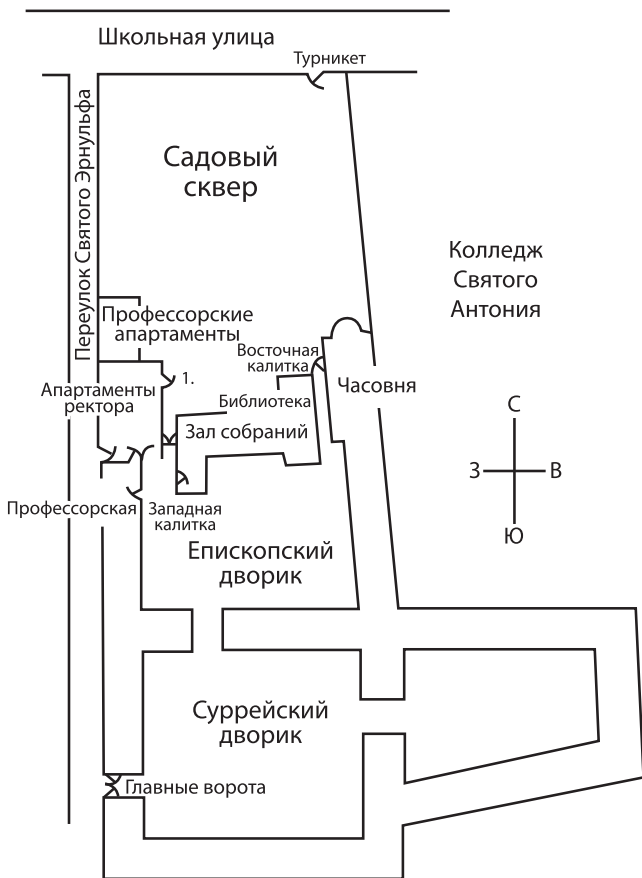 Школьная улица
Турникет
Переулок Святого Эрнульфа
Садовый
сквер
Колледж
Святого
Антония
Профессорские
апартаменты
Восточная
калитка
1.
Апартаменты
ректора
Библиотека
Часовня
Зал собраний
С
З
В
Ю
Профессорская
Западная
калитка
Епископский
дворик
Суррейский
дворик
Главные ворота